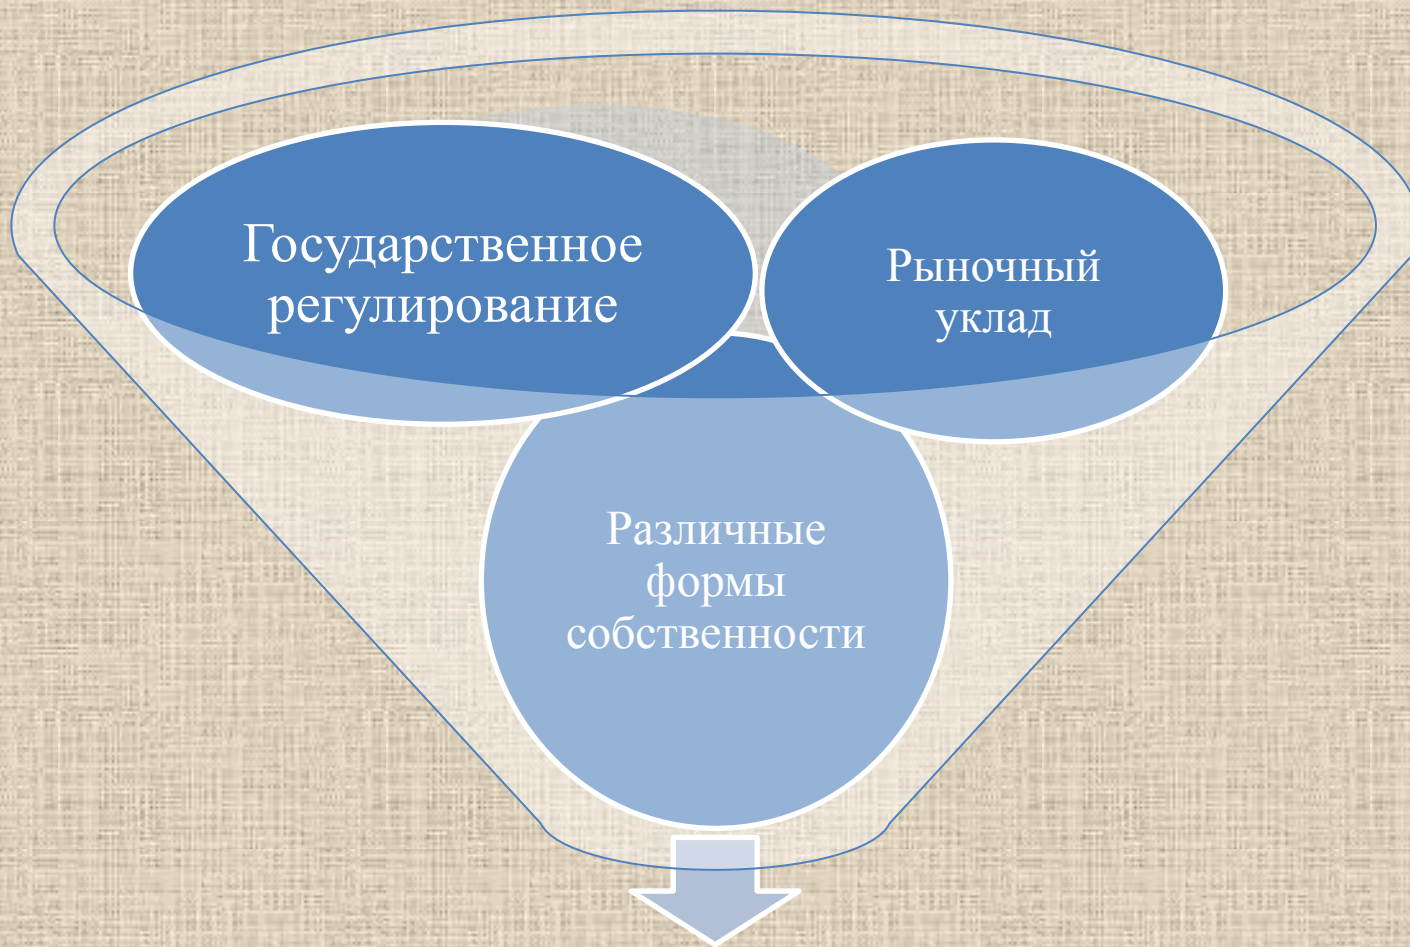 Государственное
регулирование
Рыночный
уклад
Различные
формы
собственности